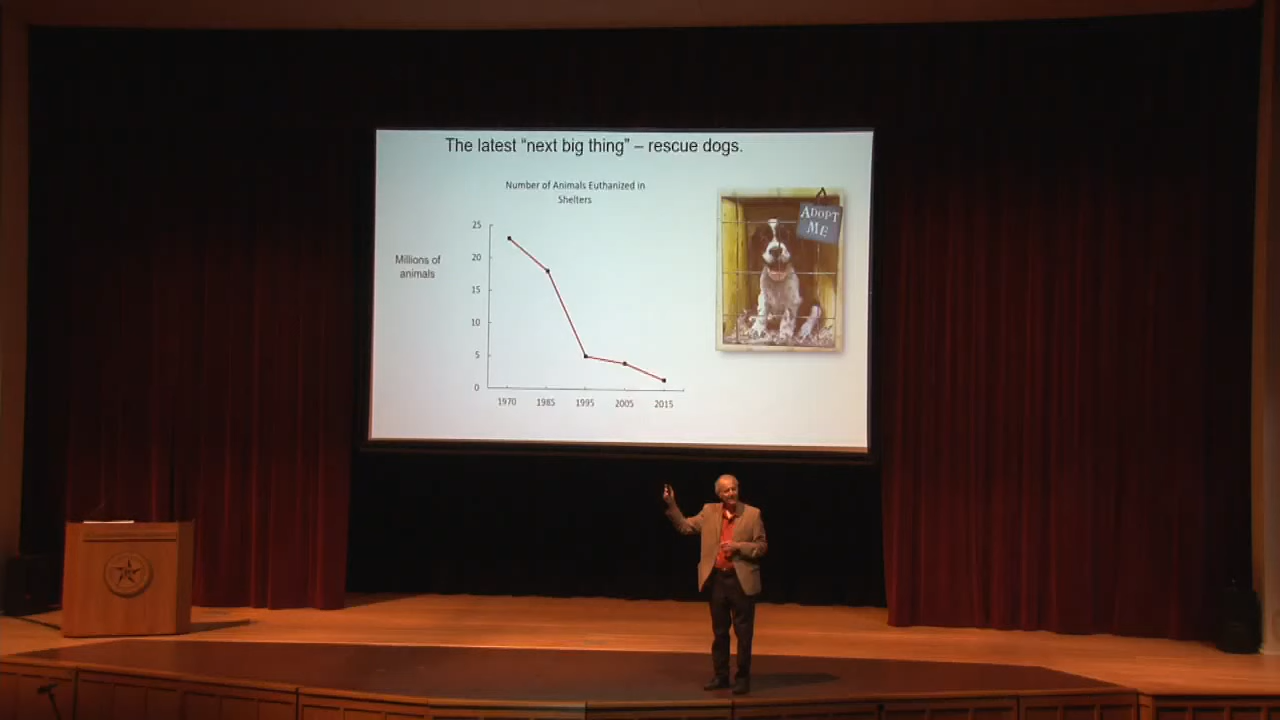 The latest “next big thing” – rescue dogs.
Number of Animals Euthanized in
Shelters
Millions of
animals
25
20
15
10
5
0
1970 1985 1995 2005 2015
ADOPT
ME